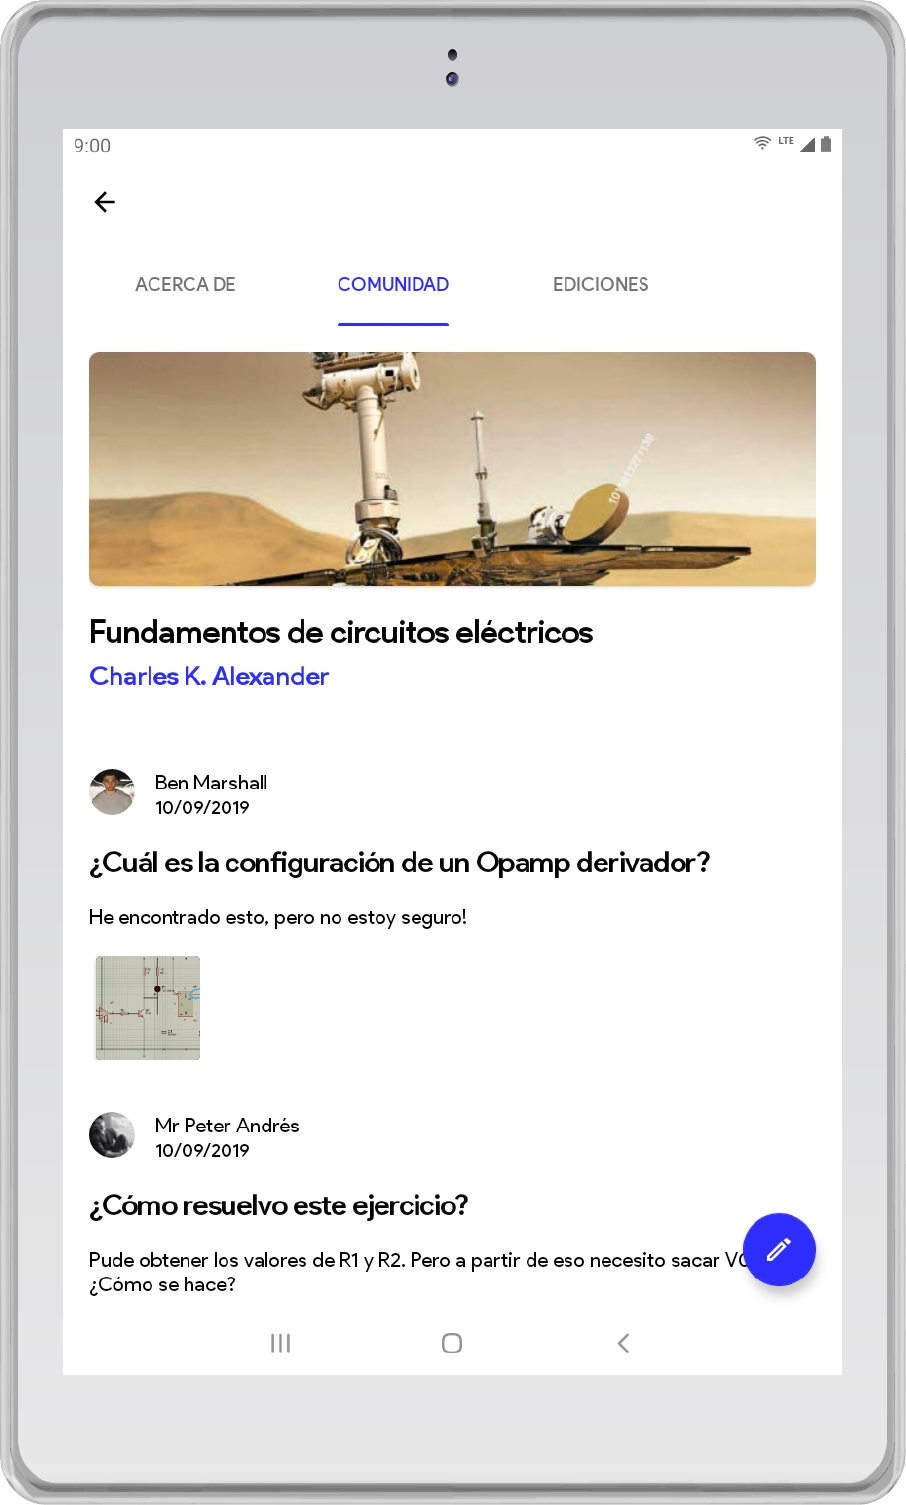 9:00
LTE
ACERCA DE
COMUNIDAD
EDICIONES
Fundamentos de circuitos eléctricos
Charles K. Alexander
Ben Marshall
10/09/2019
¿Cuál es la configuración de un Opamp derivador?
He encontrado esto, pero no estoy seguro!
Mr Peter Andrés
10/09/2019
¿Cómo resuelvo este ejercicio?
Pude obtener los valores de R1 y R2. Pero a partir de eso necesito sacar
¿Cómo se hace?